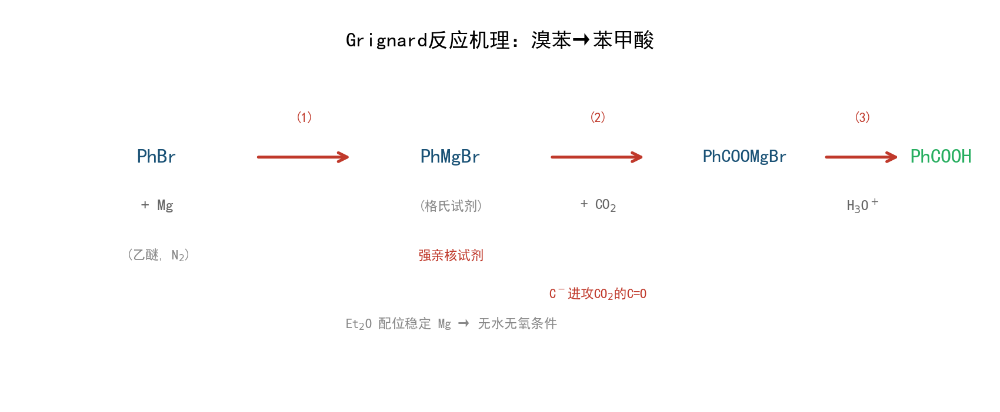 Grignard反应机理：溴苯→苯甲酸
(1) (2) (3)
PhBr PhMgBr PhCOOMgBr PhCOOH
+ Mg (格氏试剂) + CO₂ H₃O⁺
(乙醚, N₂) 强亲核试剂
C⁻进攻CO₂的C=O
Et₂O 配位稳定 Mg → 无水无氧条件